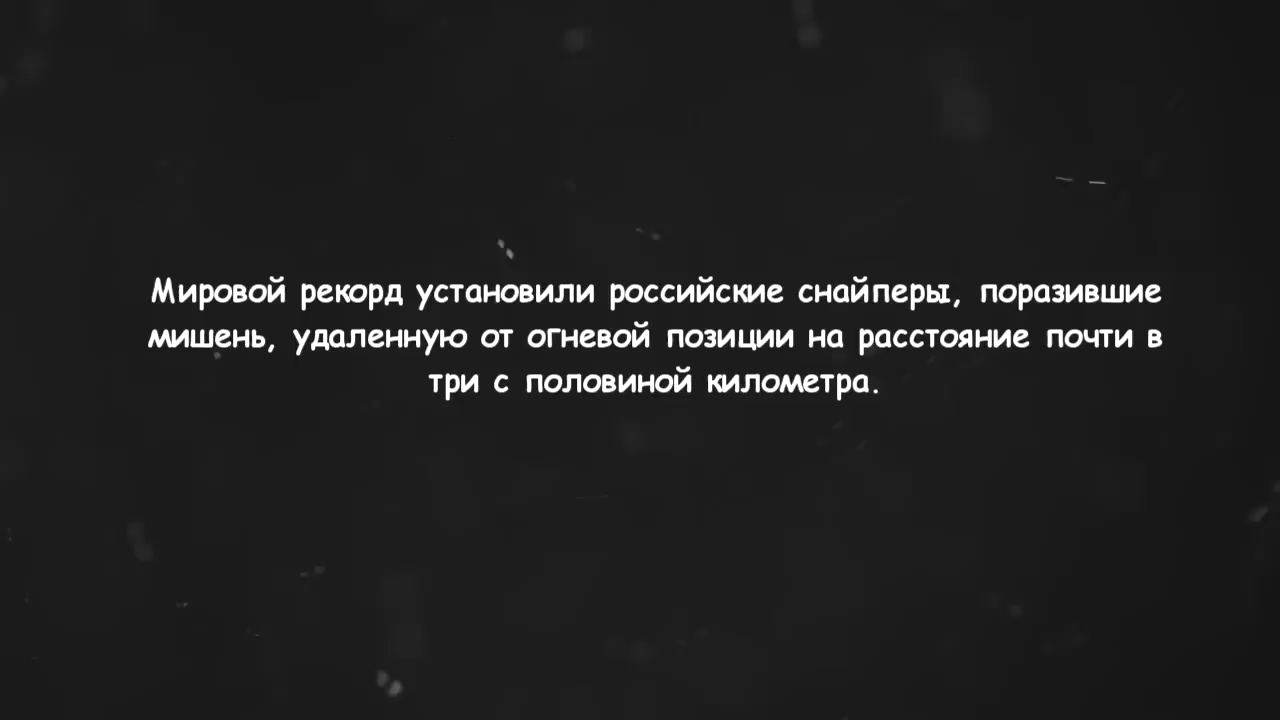 Мировой рекорд установили российские снайперы, поразившие
мишень, удаленную от огневой позиции на расстояние почти в
три с половиной километра.